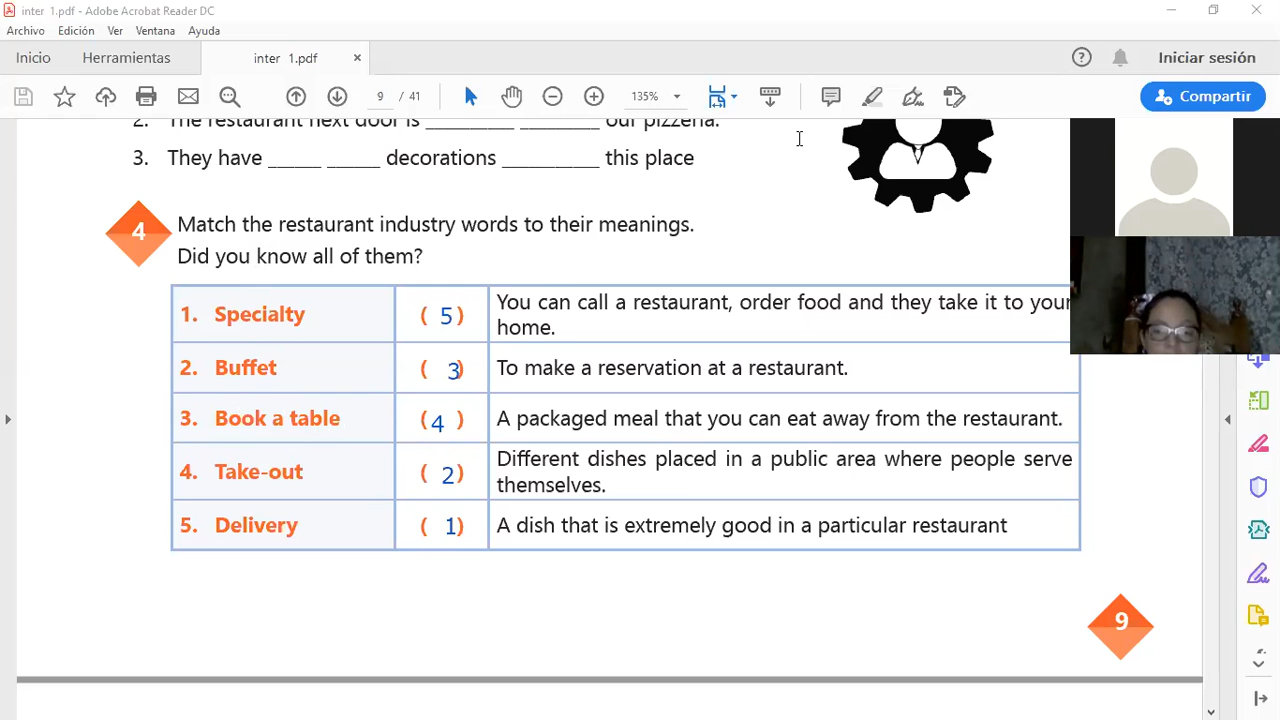 inter 1.pdf - Adobe Acrobat Reader DC
Archivo Edición Ver Ventana Ayuda
Inicio Herramientas inter 1.pdf × Iniciar sesión
9 / 41 135% Compartir
2. The restaurant next door is __________ ________ our pizzeria.
3. They have ______ ______ decorations ___________ this place
4 Match the restaurant industry words to their meanings.
Did you know all of them?
1. Specialty ( 5 ) You can call a restaurant, order food and they take it to your
home.
2. Buffet ( 3 ) To make a reservation at a restaurant.
3. Book a table ( 4 ) A packaged meal that you can eat away from the restaurant.
4. Take-out ( 2 ) Different dishes placed in a public area where people serve
themselves.
5. Delivery ( 1 ) A dish that is extremely good in a particular restaurant
9